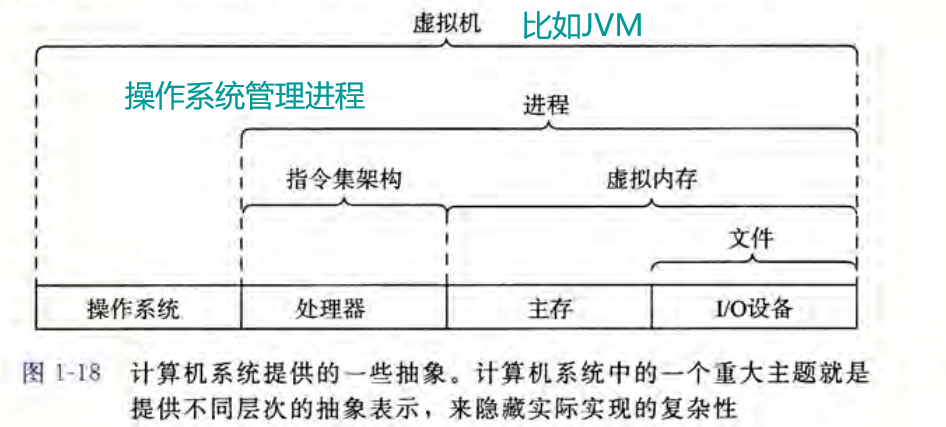 虚拟机 比如JVM
操作系统管理进程
进程
指令集架构 虚拟内存
文件
操作系统 处理器 主存 I/O设备
图 1-18 计算机系统提供的一些抽象。计算机系统中的一个重大主题就是
提供不同层次的抽象表示，来隐藏实际实现的复杂性